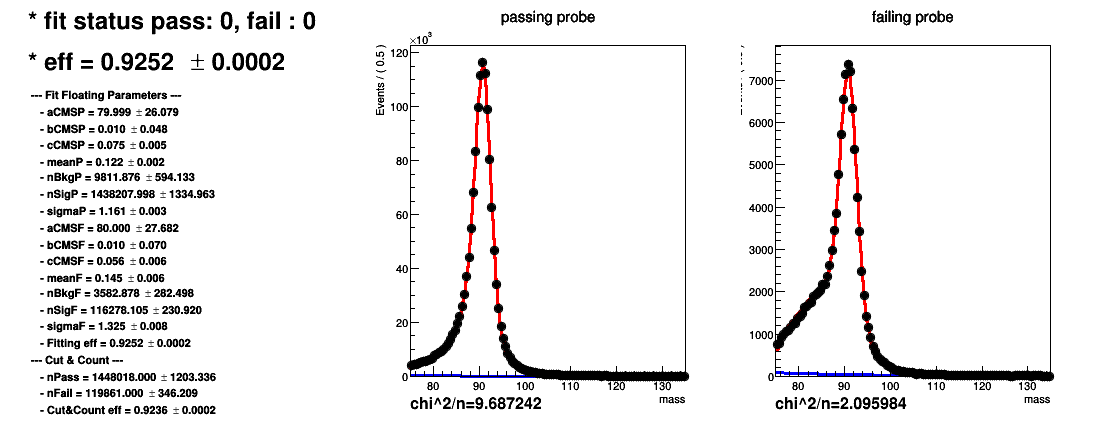 * fit status pass: 0, fail : 0
* eff = 0.9252 ± 0.0002
--- Fit Floating Parameters ---
- aCMSP = 79.999 ± 26.079
- bCMSP = 0.010 ± 0.048
- cCMSP = 0.075 ± 0.005
- meanP = 0.122 ± 0.002
- nBkgP = 9811.876 ± 594.133
- nSigP = 1438207.998 ± 1334.963
- sigmaP = 1.161 ± 0.003
- aCMSF = 80.000 ± 27.682
- bCMSF = 0.010 ± 0.070
- cCMSF = 0.056 ± 0.006
- meanF = 0.145 ± 0.006
- nBkgF = 3582.878 ± 282.498
- nSigF = 116278.105 ± 230.920
- sigmaF = 1.325 ± 0.008
- Fitting eff = 0.9252 ± 0.0002
--- Cut & Count ---
- nPass = 1448018.000 ± 1203.336
- nFail = 119861.000 ± 346.209
- Cut&Count eff = 0.9236 ± 0.0002
passing probe
×10³
Events / ( 0.5 )
120
100
80
60
40
20
0
80 90 100 110 120 130
mass
chi^2/n=9.687242
failing probe
7000
6000
5000
4000
3000
2000
1000
0
80 90 100 110 120 130
mass
chi^2/n=2.095984